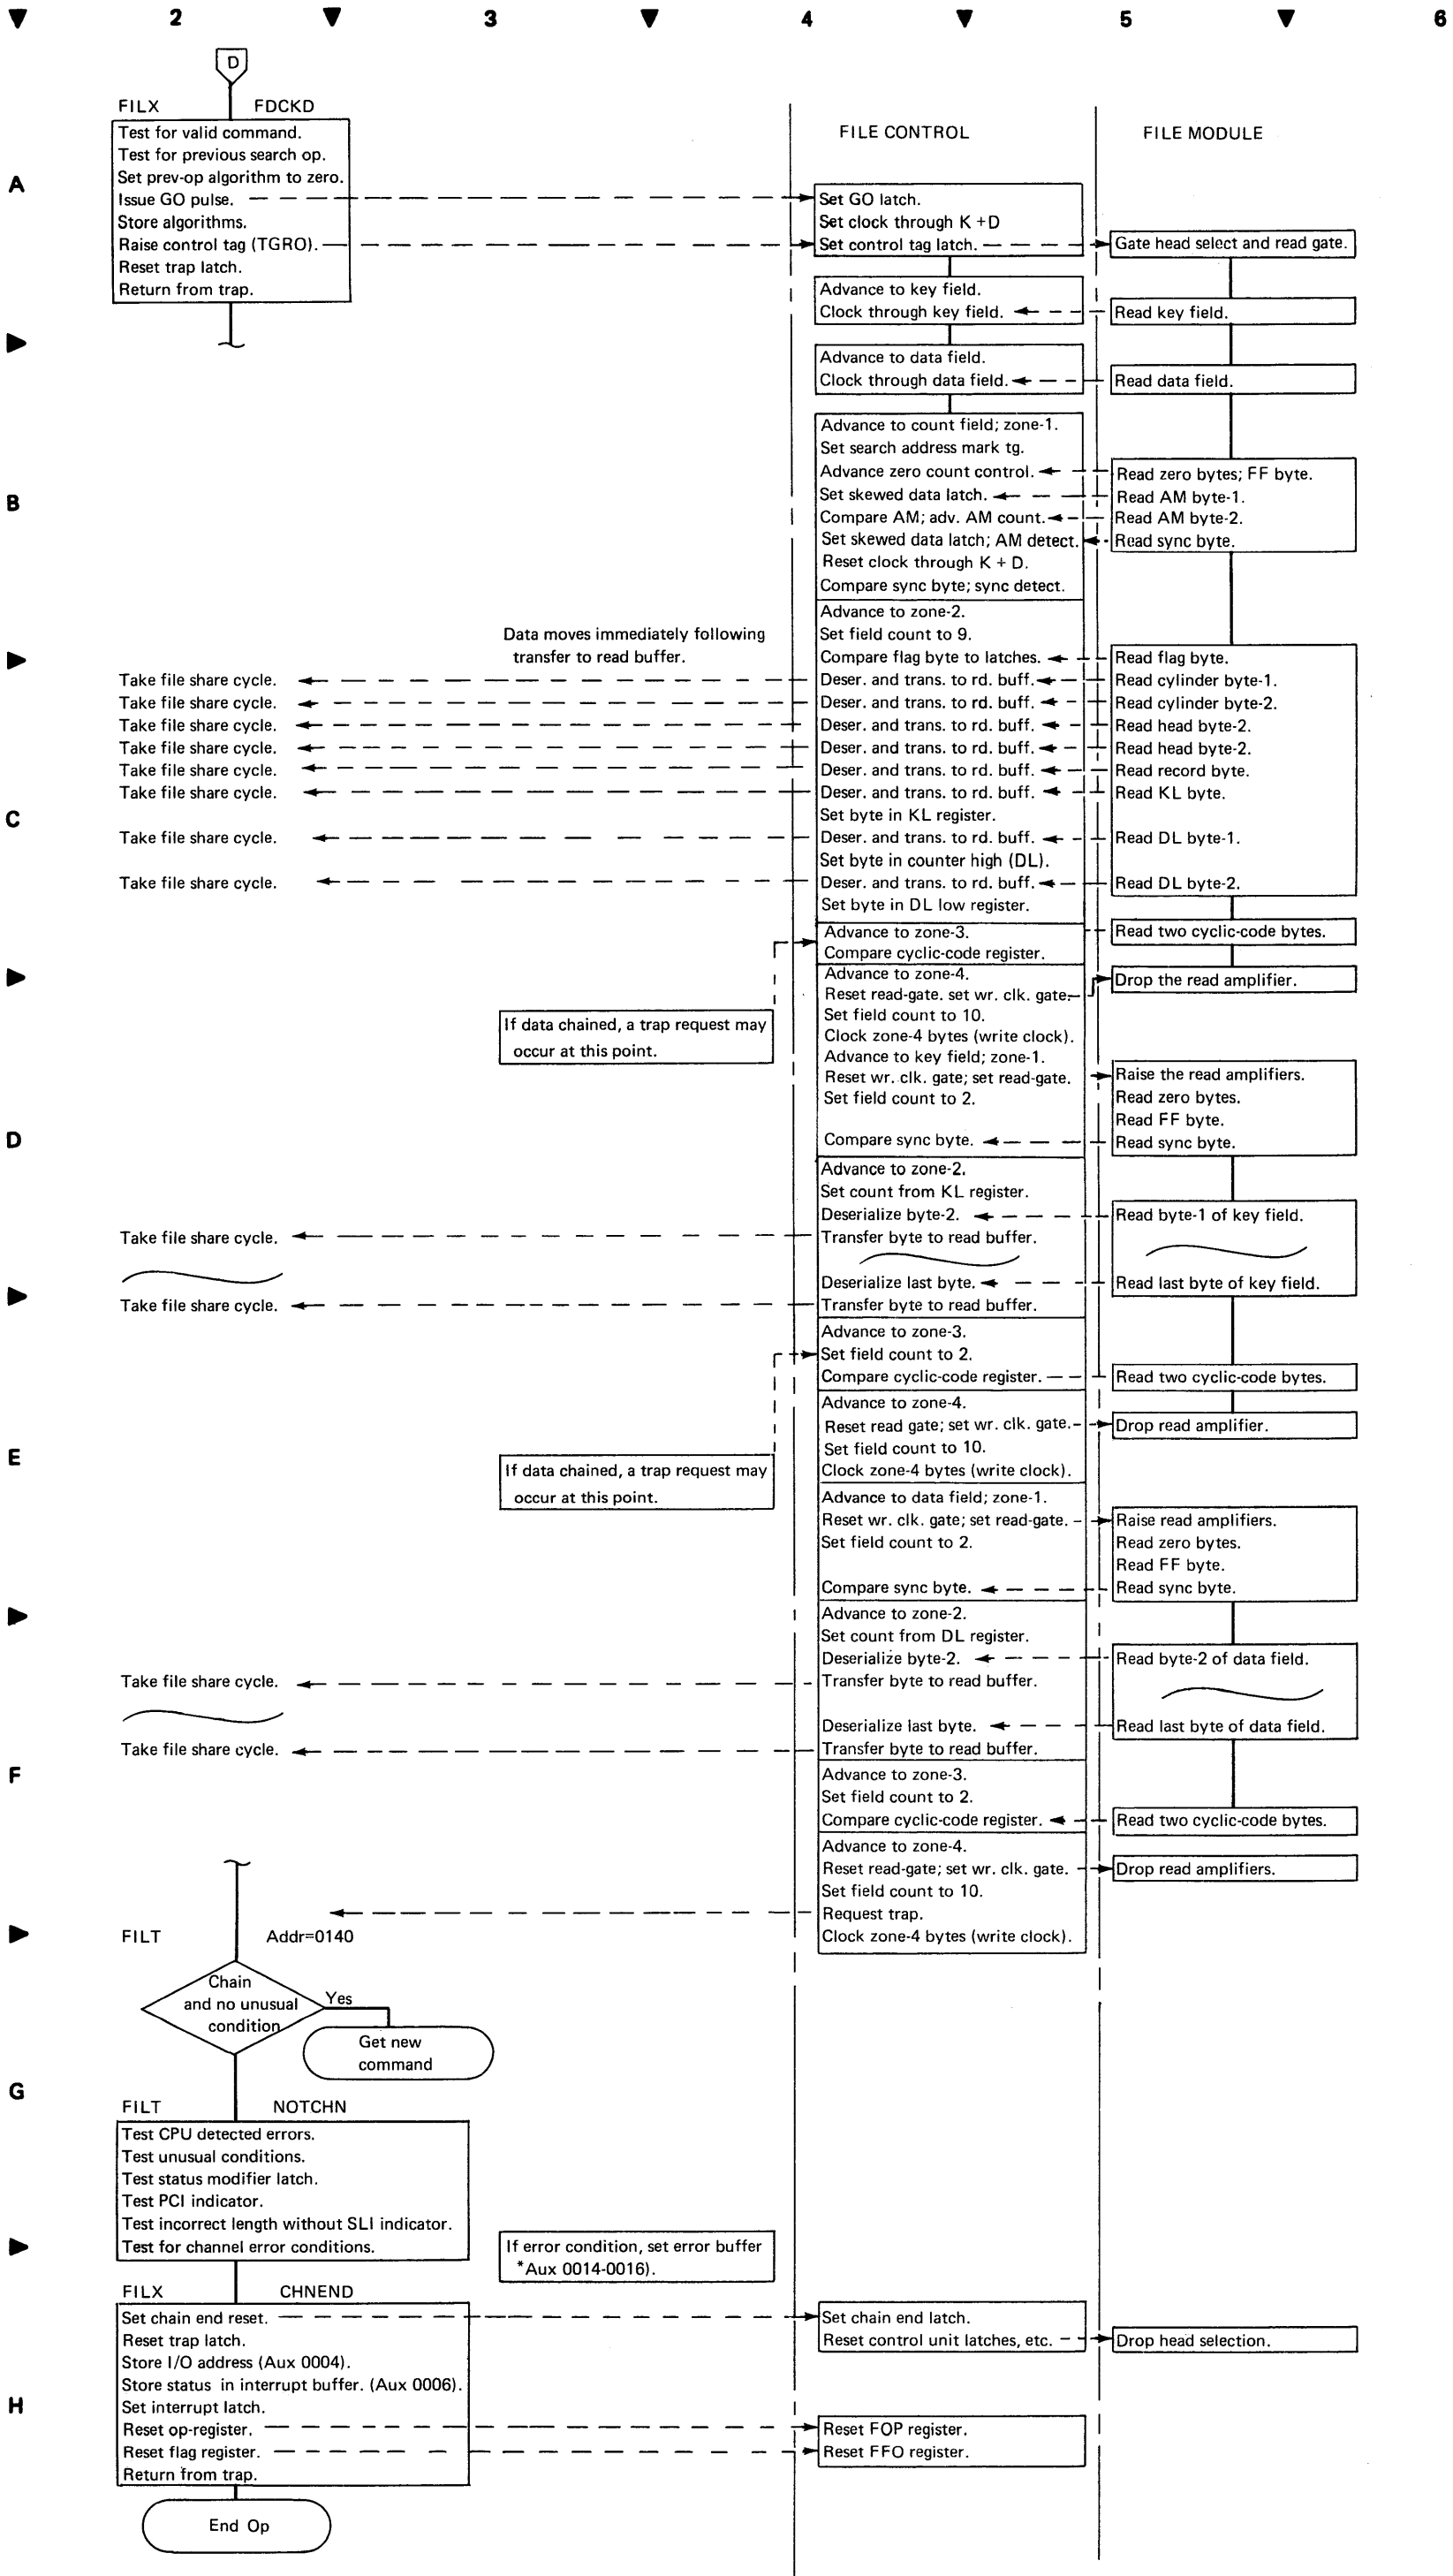 2 3 4 5 6
D
FILX FDCKD
Test for valid command.
Test for previous search op.
Set prev-op algorithm to zero.
Issue GO pulse.
Store algorithms.
Raise control tag (TGRO).
Reset trap latch.
Return from trap.
FILE CONTROL
FILE MODULE
A
Set GO latch.
Set clock through K +D
Set control tag latch.
Gate head select and read gate.
Advance to key field.
Clock through key field.
Read key field.
Advance to data field.
Clock through data field.
Read data field.
B
Advance to count field; zone-1.
Set search address mark tg.
Advance zero count control.
Set skewed data latch.
Compare AM; adv. AM count.
Set skewed data latch; AM detect.
Reset clock through K + D.
Compare sync byte; sync detect.
Read zero bytes; FF byte.
Read AM byte-1.
Read AM byte-2.
Read sync byte.
Data moves immediately following
transfer to read buffer.
Advance to zone-2.
Set field count to 9.
Compare flag byte to latches.
Read flag byte.
Take file share cycle.
Deser. and trans. to rd. buff.
Read cylinder byte-1.
Take file share cycle.
Deser. and trans. to rd. buff.
Read cylinder byte-2.
Take file share cycle.
Deser. and trans. to rd. buff.
Read head byte-2.
Take file share cycle.
Deser. and trans. to rd. buff.
Read head byte-2.
Take file share cycle.
Deser. and trans. to rd. buff.
Read record byte.
Take file share cycle.
Deser. and trans. to rd. buff.
Read KL byte.
C
Set byte in KL register.
Take file share cycle.
Deser. and trans. to rd. buff.
Read DL byte-1.
Set byte in counter high (DL).
Take file share cycle.
Deser. and trans. to rd. buff.
Read DL byte-2.
Set byte in DL low register.
Advance to zone-3.
Compare cyclic-code register.
Read two cyclic-code bytes.
If data chained, a trap request may
occur at this point.
Advance to zone-4.
Reset read-gate. set wr. clk. gate.
Set field count to 10.
Clock zone-4 bytes (write clock).
Advance to key field; zone-1.
Reset wr. clk. gate; set read-gate.
Set field count to 2.
Compare sync byte.
Drop the read amplifier.
Raise the read amplifiers.
Read zero bytes.
Read FF byte.
Read sync byte.
D
Advance to zone-2.
Set count from KL register.
Deserialize byte-2.
Read byte-1 of key field.
Take file share cycle.
Transfer byte to read buffer.
Deserialize last byte.
Read last byte of key field.
Take file share cycle.
Transfer byte to read buffer.
Advance to zone-3.
Set field count to 2.
Compare cyclic-code register.
Read two cyclic-code bytes.
E
If data chained, a trap request may
occur at this point.
Advance to zone-4.
Reset read gate; set wr. clk. gate.
Set field count to 10.
Clock zone-4 bytes (write clock).
Drop read amplifier.
Advance to data field; zone-1.
Reset wr. clk. gate; set read-gate.
Set field count to 2.
Compare sync byte.
Raise read amplifiers.
Read zero bytes.
Read FF byte.
Read sync byte.
Advance to zone-2.
Set count from DL register.
Deserialize byte-2.
Read byte-2 of data field.
Take file share cycle.
Transfer byte to read buffer.
Deserialize last byte.
Read last byte of data field.
Take file share cycle.
Transfer byte to read buffer.
F
Advance to zone-3.
Set field count to 2.
Compare cyclic-code register.
Read two cyclic-code bytes.
Advance to zone-4.
Reset read-gate; set wr. clk. gate.
Set field count to 10.
Request trap.
Clock zone-4 bytes (write clock).
Drop read amplifiers.
FILT Addr=0140
Chain
and no unusual
condition
Yes
Get new
command
G
FILT NOTCHN
Test CPU detected errors.
Test unusual conditions.
Test status modifier latch.
Test PCI indicator.
Test incorrect length without SLI indicator.
Test for channel error conditions.
If error condition, set error buffer
*Aux 0014-0016).
FILX CHNEND
Set chain end reset.
Reset trap latch.
Store I/O address (Aux 0004).
Store status in interrupt buffer. (Aux 0006).
Set interrupt latch.
Reset op-register.
Reset flag register.
Return from trap.
Set chain end latch.
Reset control unit latches, etc.
Drop head selection.
H
Reset FOP register.
Reset FFO register.
End Op